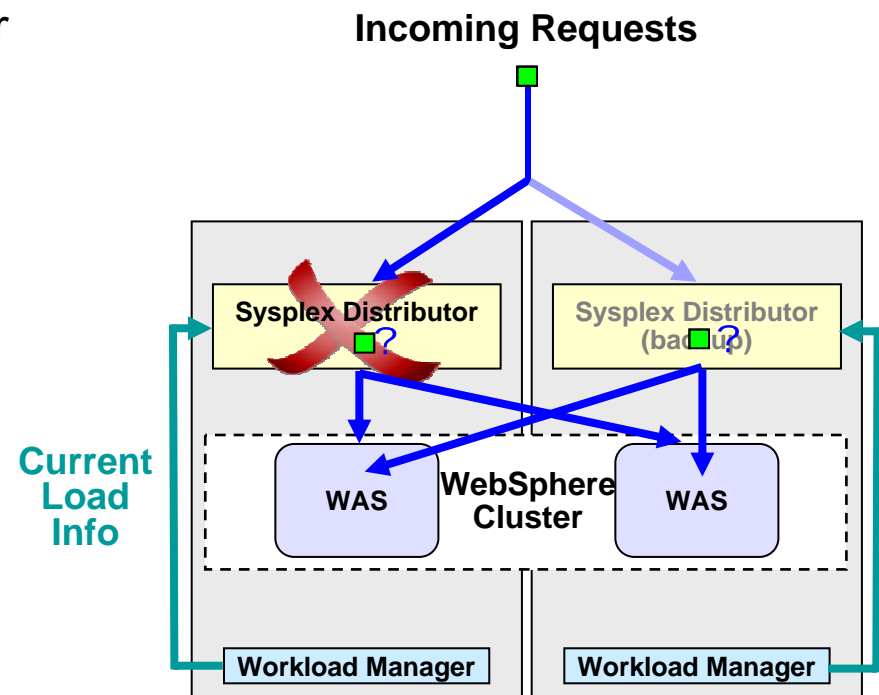 r
Incoming Requests
Sysplex Distributor
?
Sysplex Distributor
(backup)
?
Current
Load
Info
WAS
WebSphere
Cluster
WAS
Workload Manager
Workload Manager